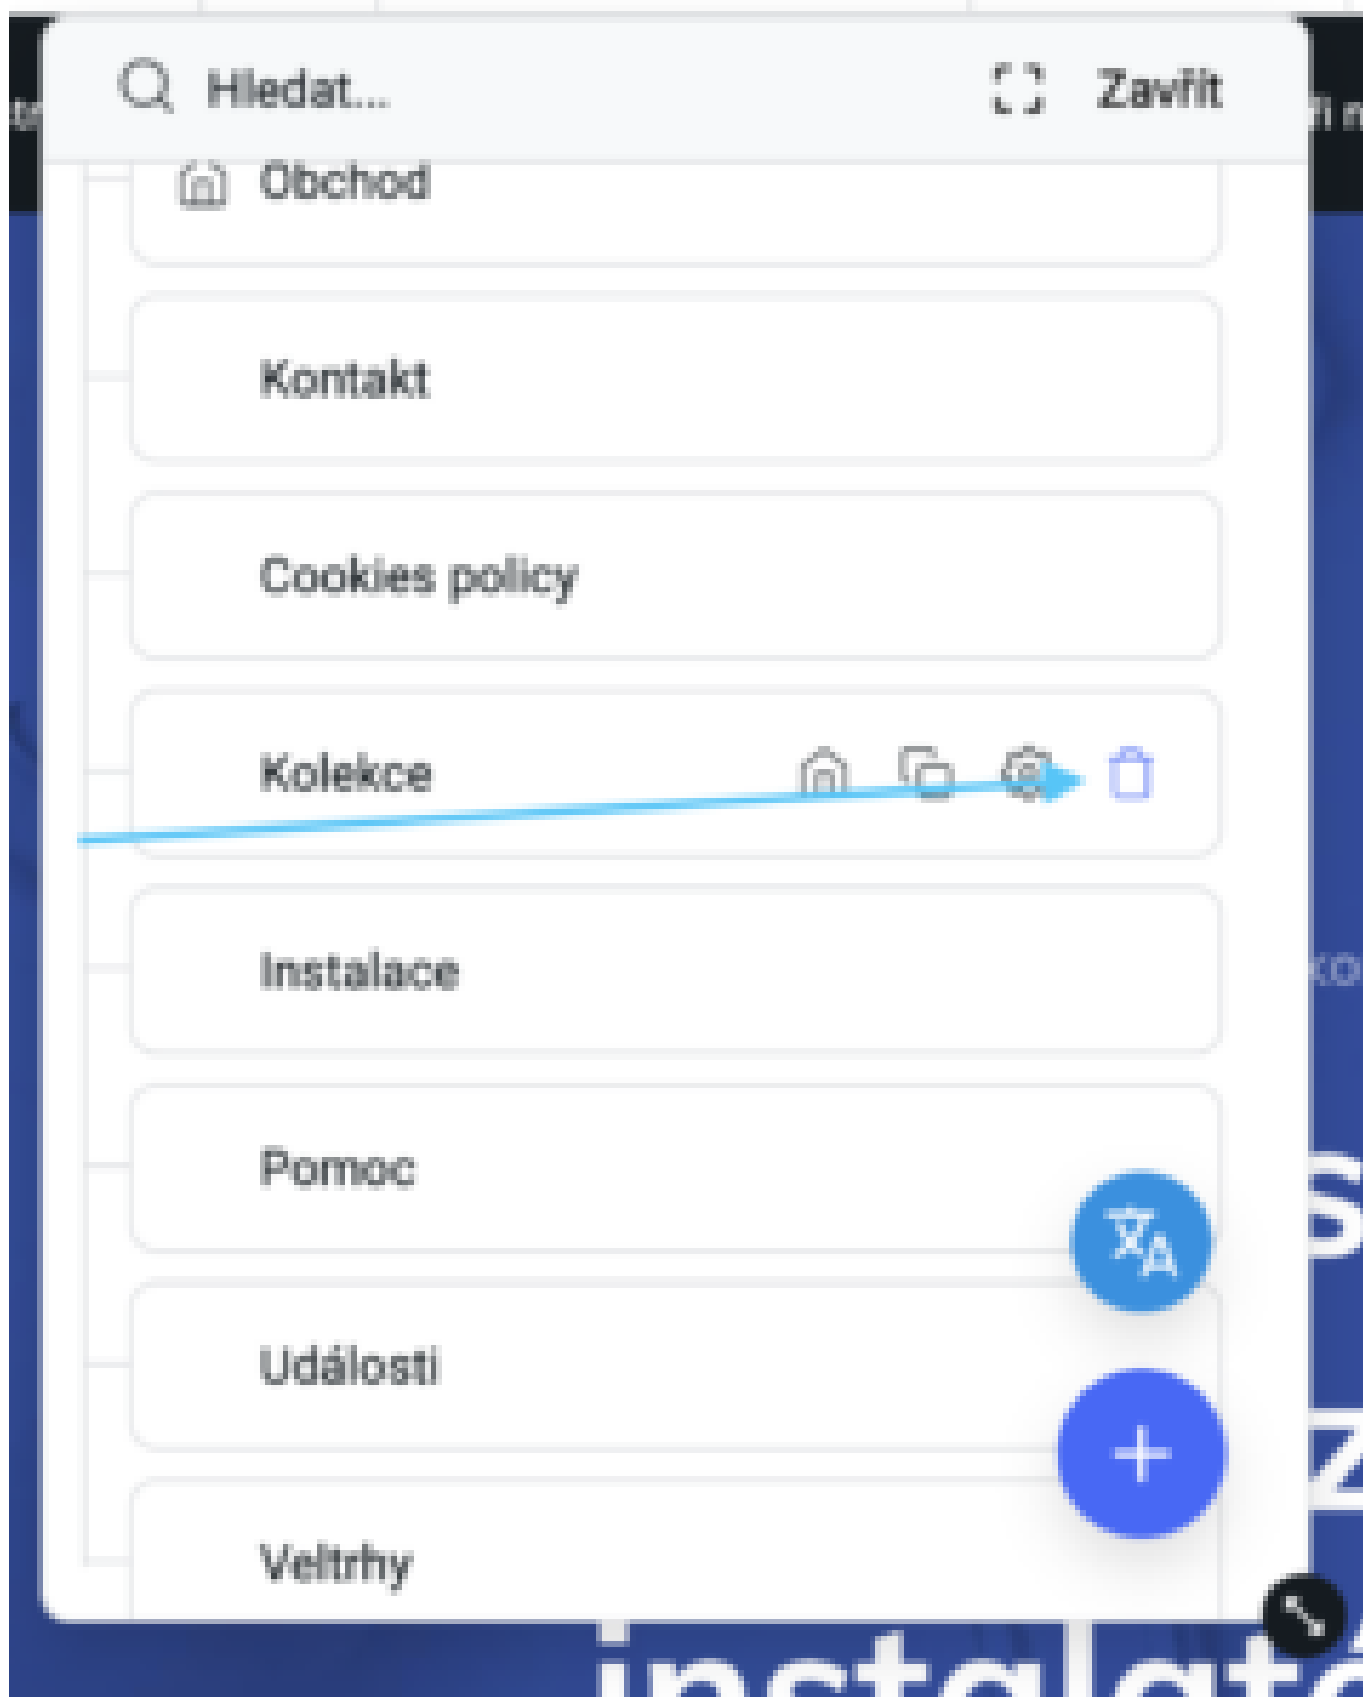 Hledat...
Zavřít
Obchod
Kontakt
Cookies policy
Kolekce
Instalace
Pomoc
Události
Veltrhy